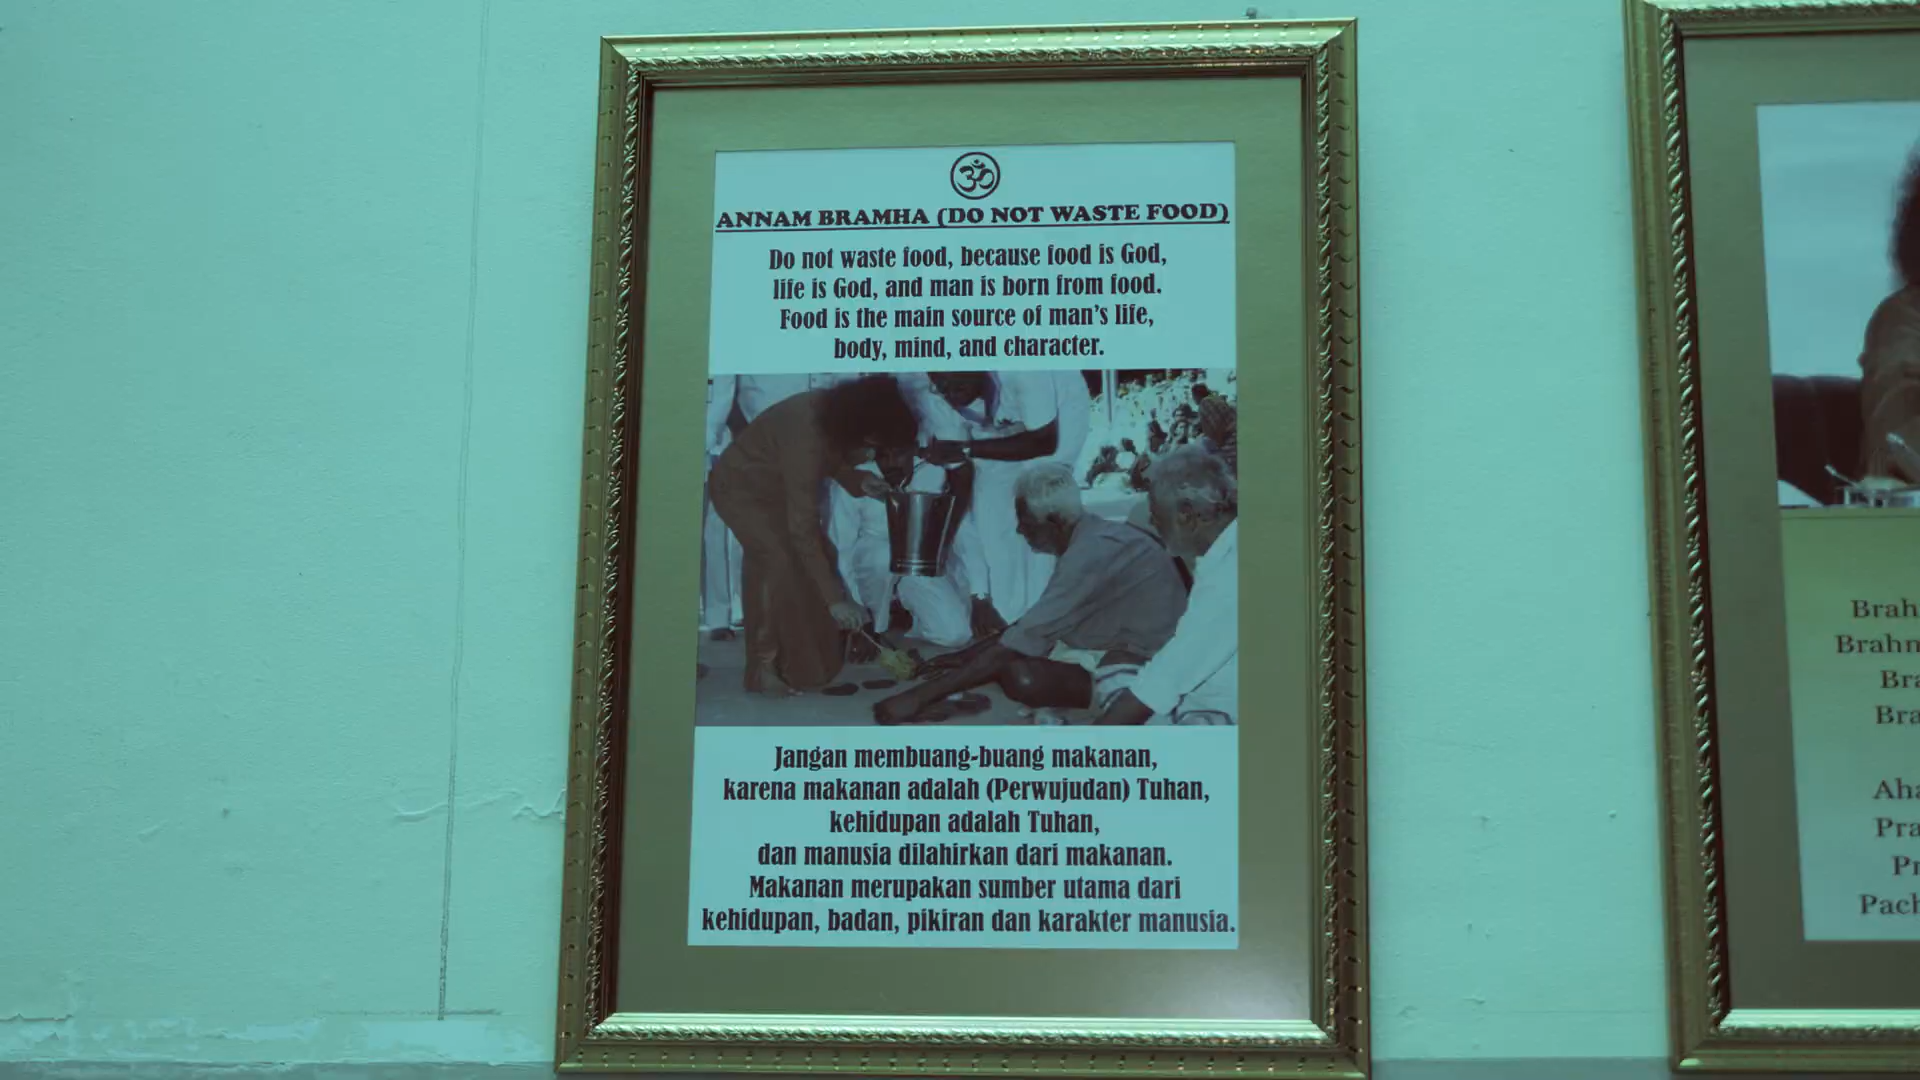 ॐ
ANNAM BRAMHA (DO NOT WASTE FOOD)
Do not waste food, because food is God,
life is God, and man is born from food.
Food is the main source of man's life,
body, mind, and character.
Jangan membuang-buang makanan,
karena makanan adalah (Perwujudan) Tuhan,
kehidupan adalah Tuhan,
dan manusia dilahirkan dari makanan.
Makanan merupakan sumber utama dari
kehidupan, badan, pikiran dan karakter manusia.